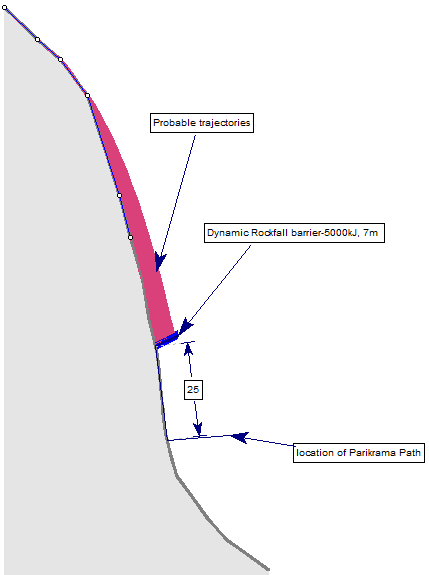 Probable trajectories
Dynamic Rockfall barrier-5000kJ, 7m
25
location of Parikrama Path